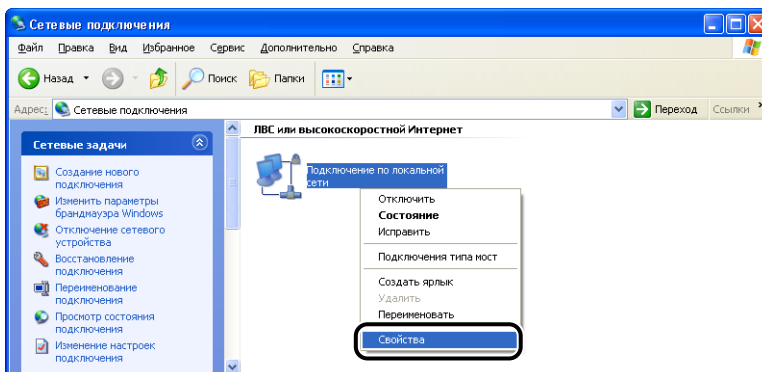 Сетевые подключения
Файл Правка Вид Избранное Сервис Дополнительно Справка
Назад Поиск Папки
Адрес: Сетевые подключения Переход Ссылки
Сетевые задачи
Создание нового
подключения
Изменить параметры
брандмауэра Windows
Отключение сетевого
устройства
Восстановление
подключения
Переименование
подключения
Просмотр состояния
подключения
Изменение настроек
подключения
ЛВС или высокоскоростной Интернет
Подключение по локальной
сети
Отключить
Состояние
Исправить
Подключения типа мост
Создать ярлык
Удалить
Переименовать
Свойства